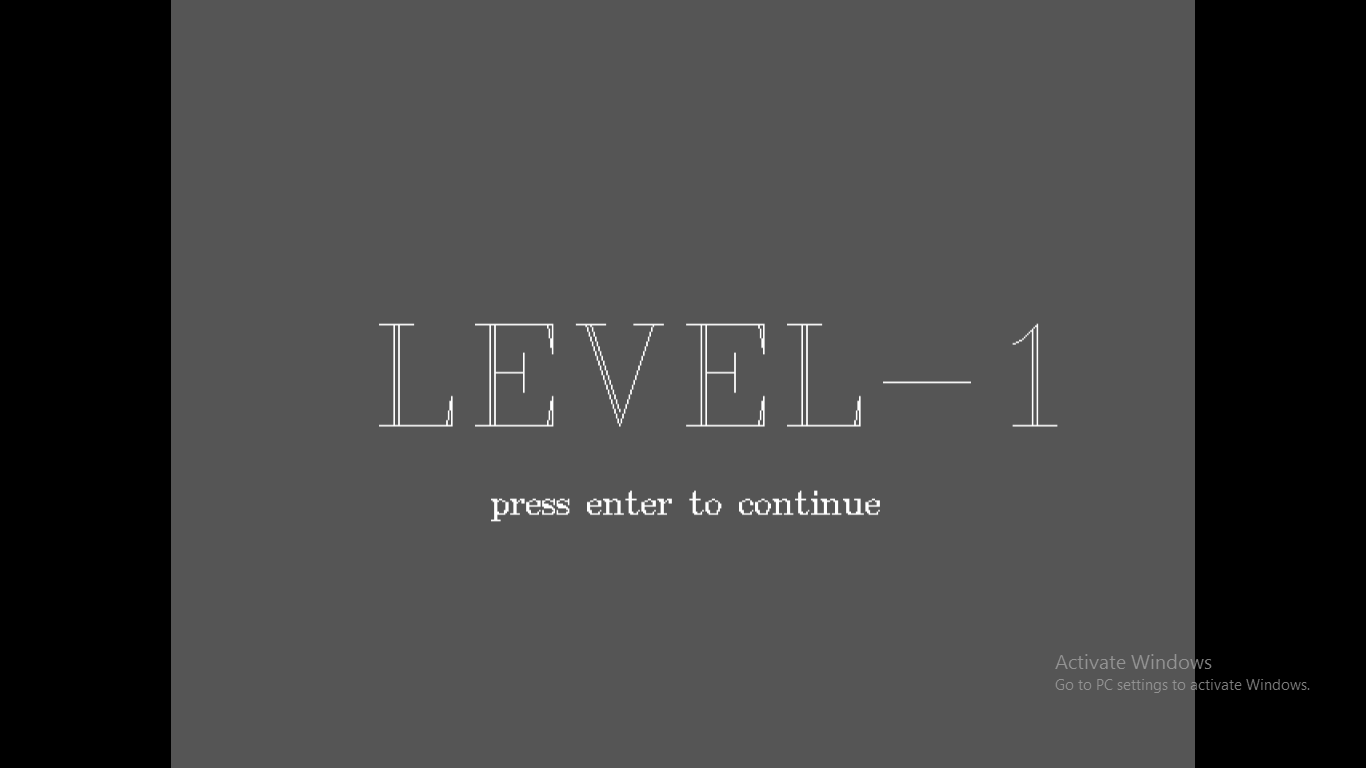 LEVEL-1
press enter to continue
Activate Windows
Go to PC settings to activate Windows.